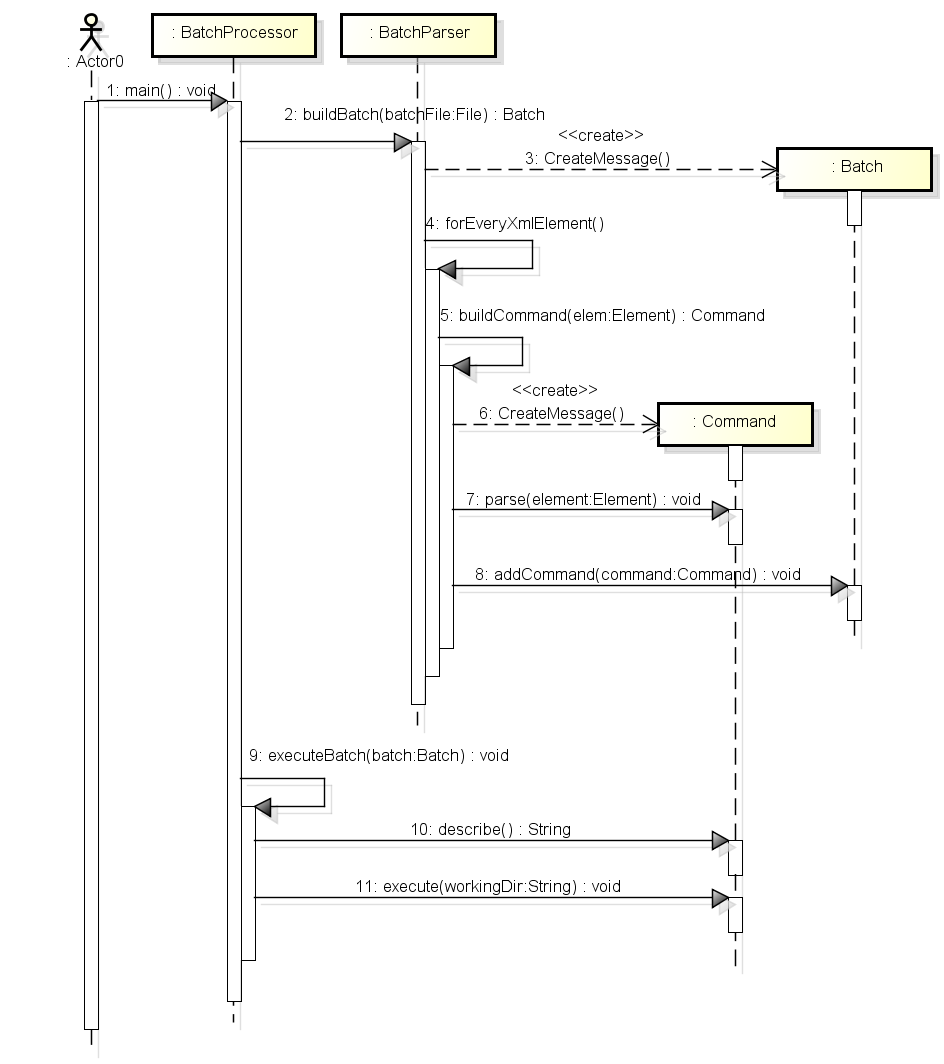 : BatchProcessor
: BatchParser
: Actor0
1: main() : void
2: buildBatch(batchFile:File) : Batch
<<create>>
3: CreateMessage()
: Batch
4: forEveryXmlElement()
5: buildCommand(elem:Element) : Command
<<create>>
6: CreateMessage()
: Command
7: parse(element:Element) : void
8: addCommand(command:Command) : void
9: executeBatch(batch:Batch) : void
10: describe() : String
11: execute(workingDir:String) : void